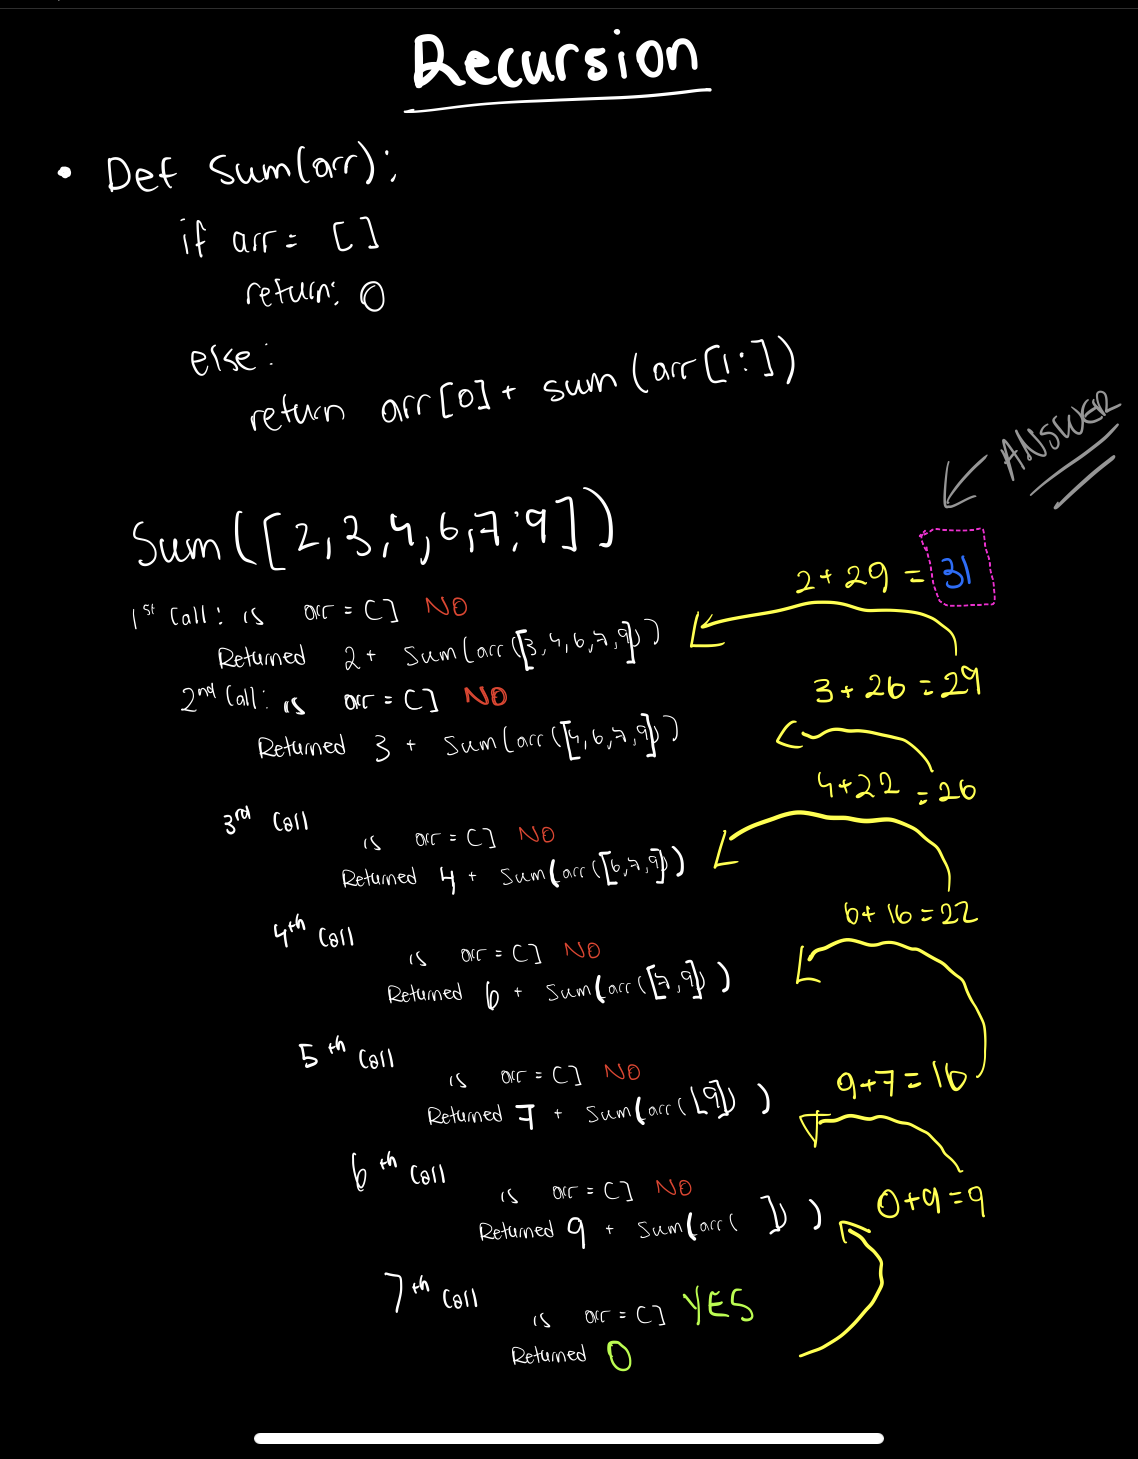 Recursion
• Def Sum(arr):
if arr = []
return: 0
else:
return arr[0] + sum(arr[1:])
ANSWER
Sum([2,3,4,6,7,9])
2+29 = 31
1st Call: is arr = [] NO
Returned 2 + Sum(arr([3,4,6,7,9]))
3+26 = 29
2nd Call: is arr = [] NO
Returned 3 + Sum(arr([4,6,7,9]))
4+22 = 26
3rd Call
is arr = [] NO
Returned 4 + Sum(arr([6,7,9]))
6+16 = 22
4th Call
is arr = [] NO
Returned 6 + Sum(arr([7,9]))
5th Call
is arr = [] NO
9+7 = 16
Returned 7 + Sum(arr([9]))
6th Call
is arr = [] NO
0+9 = 9
Returned 9 + Sum(arr( ]))
7th Call
is arr = [] YES
Returned 0